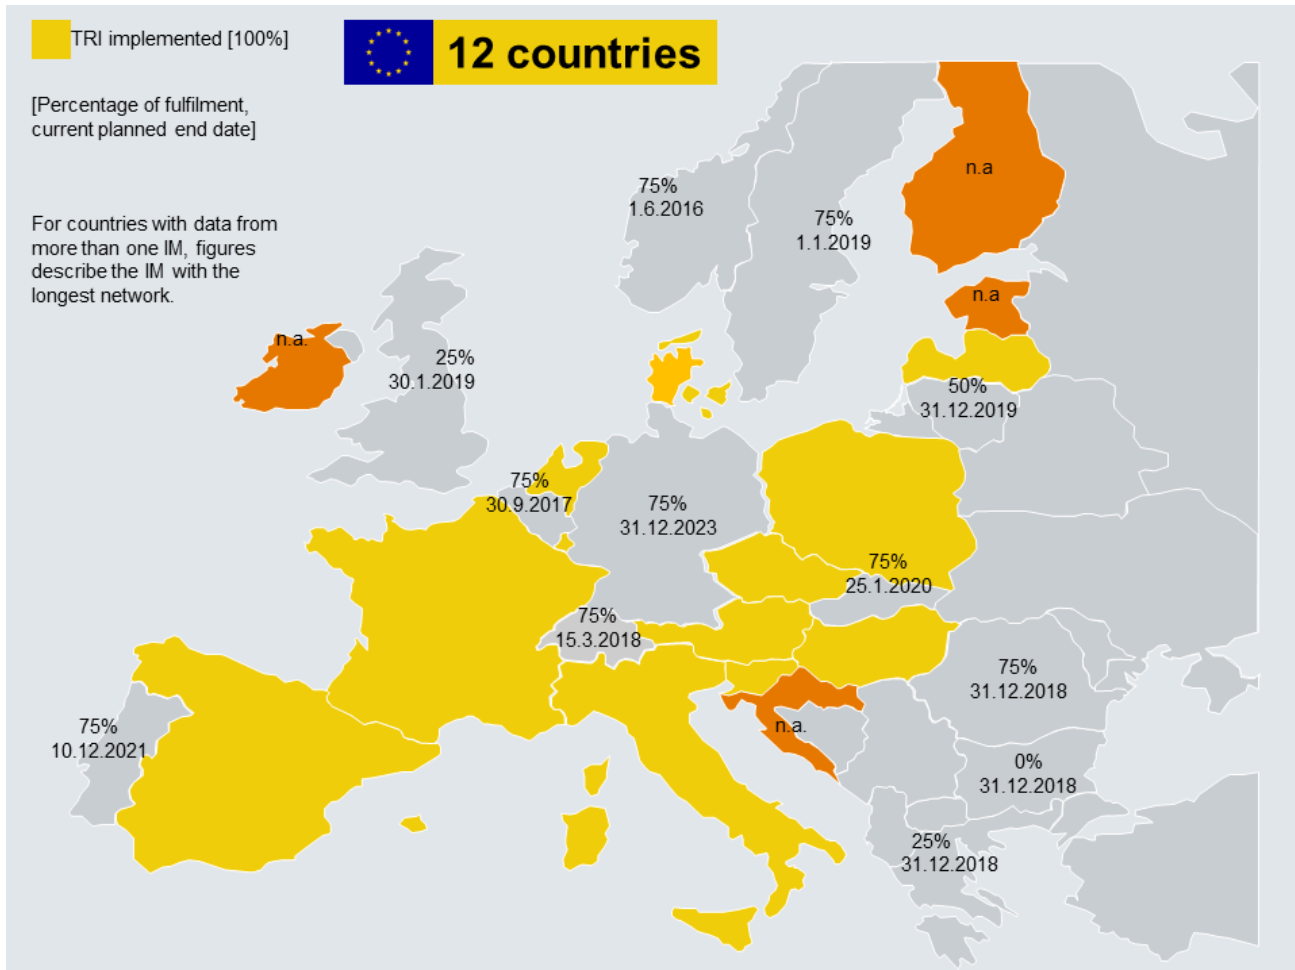 TRI implemented [100%]
12 countries
[Percentage of fulfilment,
current planned end date]
For countries with data from
more than one IM, figures
describe the IM with the
longest network.
n.a
75%
1.6.2016
75%
1.1.2019
n.a
n.a.
25%
30.1.2019
50%
31.12.2019
75%
30.9.2017
75%
31.12.2023
75%
25.1.2020
75%
15.3.2018
75%
31.12.2018
75%
10.12.2021
n.a.
0%
31.12.2018
25%
31.12.2018